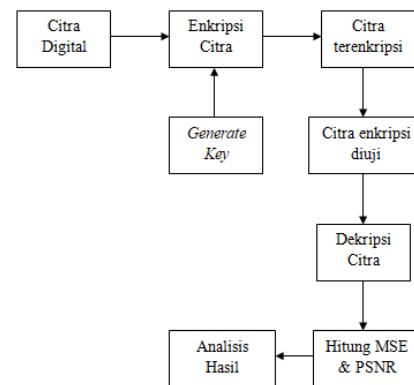 Citra
Digital
Enkripsi
Citra
Citra
terenkripsi
Generate
Key
Citra enkripsi
diuji
Dekripsi
Citra
Analisis
Hasil
Hitung MSE
& PSNR